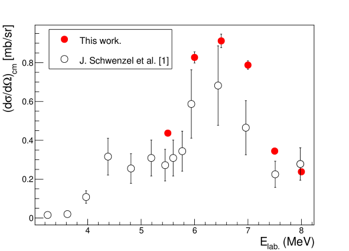 This work.
J. Schwenzel et al. [1]
(dσ/dΩ)cm [mb/sr]
0.8
0.6
0.4
0.2
0
4
5
6
7
8
Elab. (MeV)